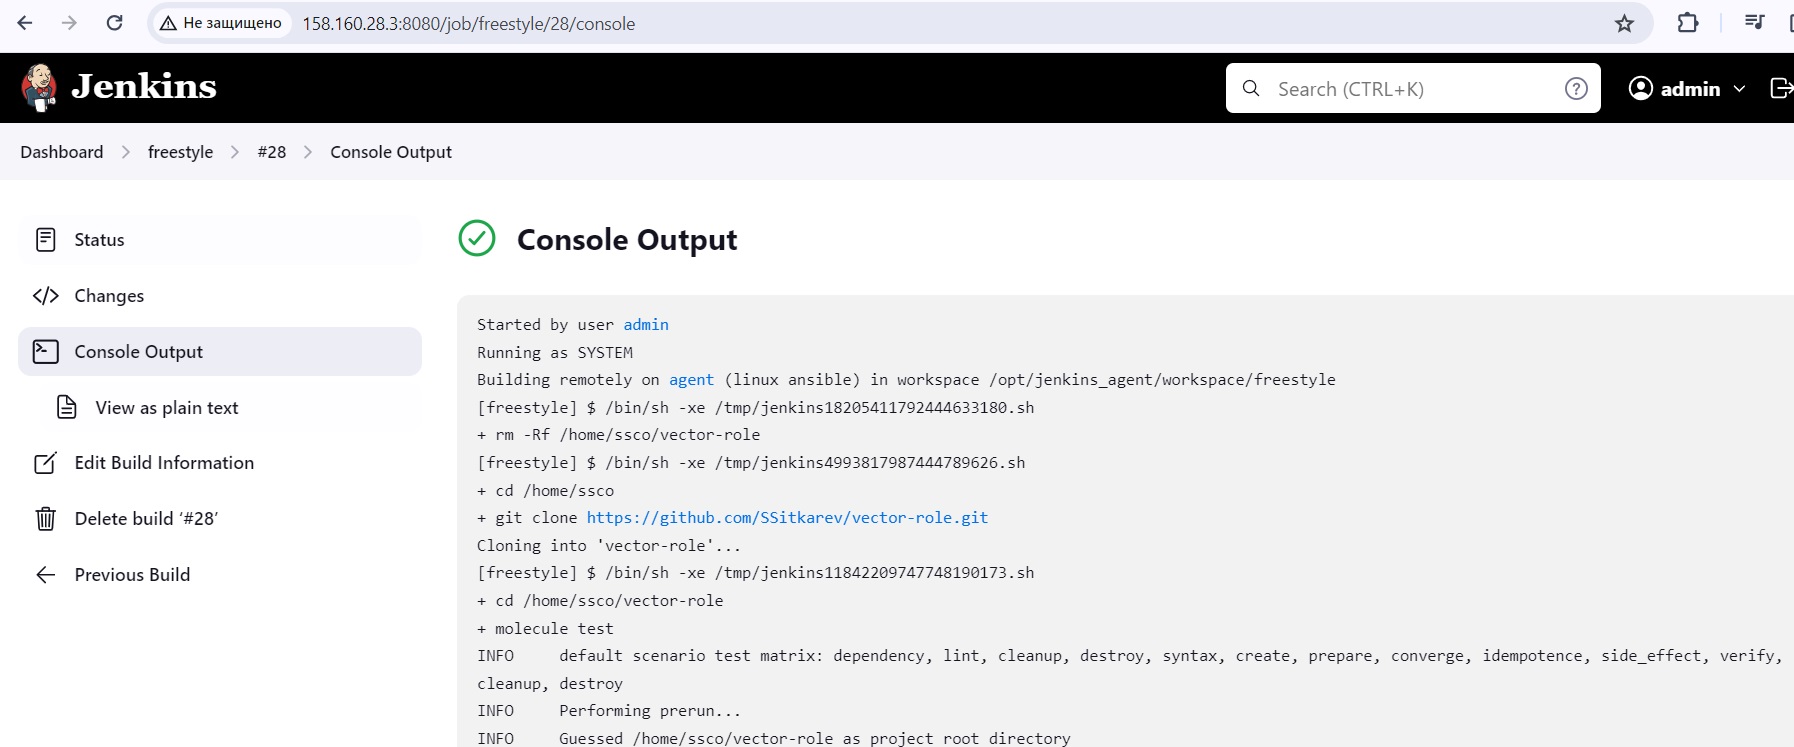 Не защищено 158.160.28.3:8080/job/freestyle/28/console
Jenkins
Search (CTRL+K)
?
admin
Dashboard
freestyle
#28
Console Output
Status
Changes
Console Output
View as plain text
Edit Build Information
Delete build ‘#28’
Previous Build
Console Output
Started by user admin
Running as SYSTEM
Building remotely on agent (linux ansible) in workspace /opt/jenkins_agent/workspace/freestyle
[freestyle] $ /bin/sh -xe /tmp/jenkins18205411792444633180.sh
+ rm -Rf /home/ssco/vector-role
[freestyle] $ /bin/sh -xe /tmp/jenkins4993817987444789626.sh
+ cd /home/ssco
+ git clone https://github.com/SSitkarev/vector-role.git
Cloning into 'vector-role'...
[freestyle] $ /bin/sh -xe /tmp/jenkins11842209747748190173.sh
+ cd /home/ssco/vector-role
+ molecule test
INFO     default scenario test matrix: dependency, lint, cleanup, destroy, syntax, create, prepare, converge, idempotence, side_effect, verify,
cleanup, destroy
INFO     Performing prerun...
INFO     Guessed /home/ssco/vector-role as project root directory